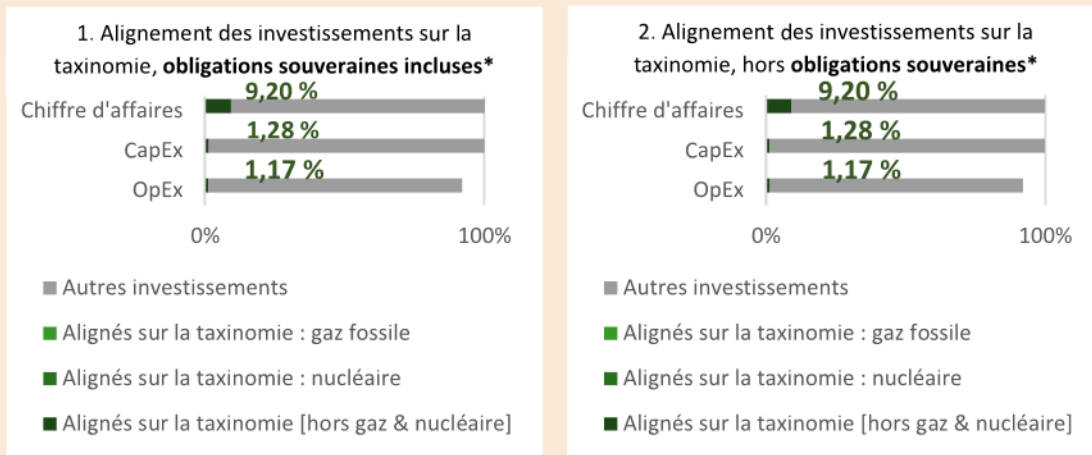 1. Alignement des investissements sur la
taxinomie, obligations souveraines incluses*
9,20 %
Chiffre d'affaires
1,28 %
CapEx
1,17 %
OpEx
0%
100%
Autres investissements
Alignés sur la taxinomie : gaz fossile
Alignés sur la taxinomie : nucléaire
Alignés sur la taxinomie [hors gaz & nucléaire]
2. Alignement des investissements sur la
taxinomie, hors obligations souveraines*
9,20 %
Chiffre d'affaires
1,28 %
CapEx
1,17 %
OpEx
0%
100%
Autres investissements
Alignés sur la taxinomie : gaz fossile
Alignés sur la taxinomie : nucléaire
Alignés sur la taxinomie [hors gaz & nucléaire]